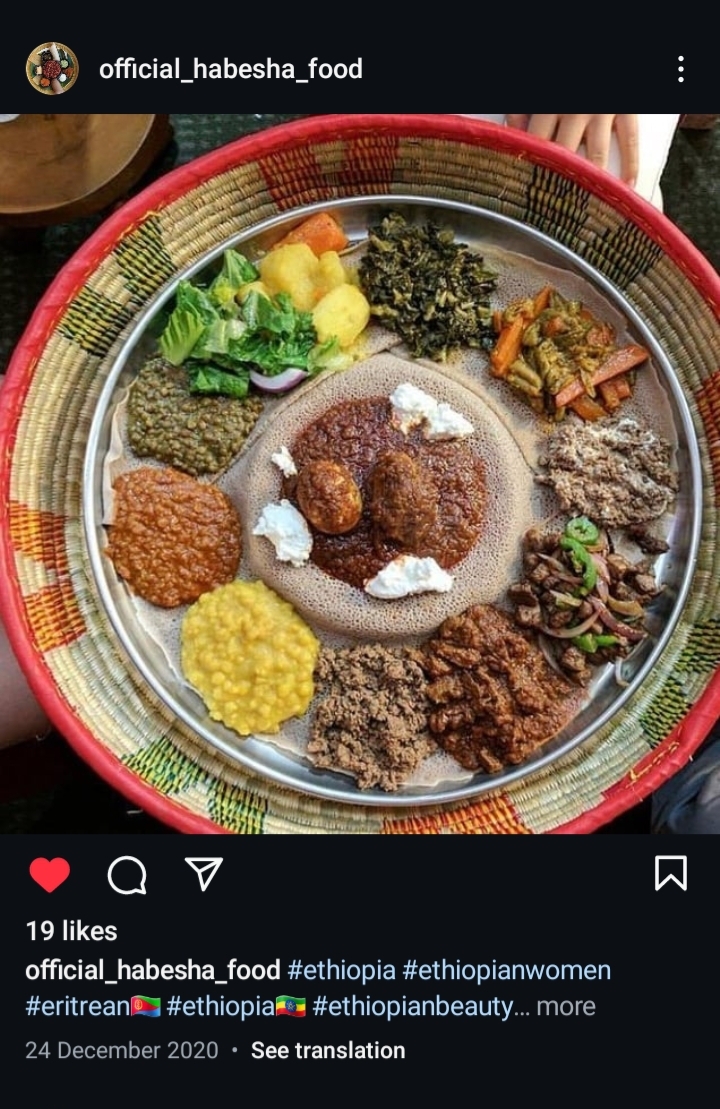 official_habesha_food
19 likes
official_habesha_food #ethiopia #ethiopianwomen
#eritrean🇪🇷 #ethiopia🇪🇹 #ethiopianbeauty... more
24 December 2020 • See translation